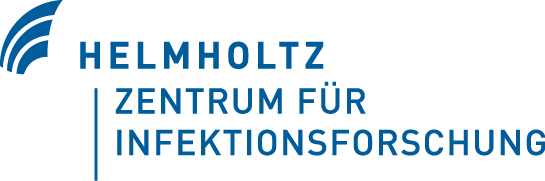 HELMHOLTZ
ZENTRUM FÜR
INFEKTIONSFORSCHUNG